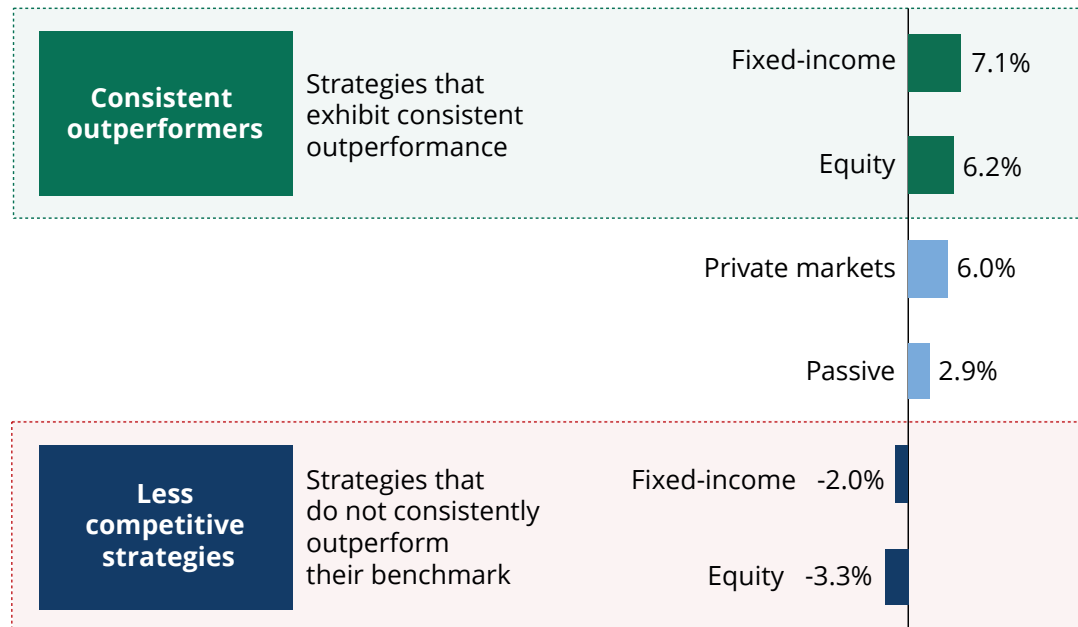 Consistent
outperformers
Strategies that
exhibit consistent
outperformance
Fixed-income
7.1%
Equity
6.2%
Private markets
6.0%
Passive
2.9%
Less
competitive
strategies
Strategies that
do not consistently
outperform
their benchmark
Fixed-income -2.0%
Equity -3.3%